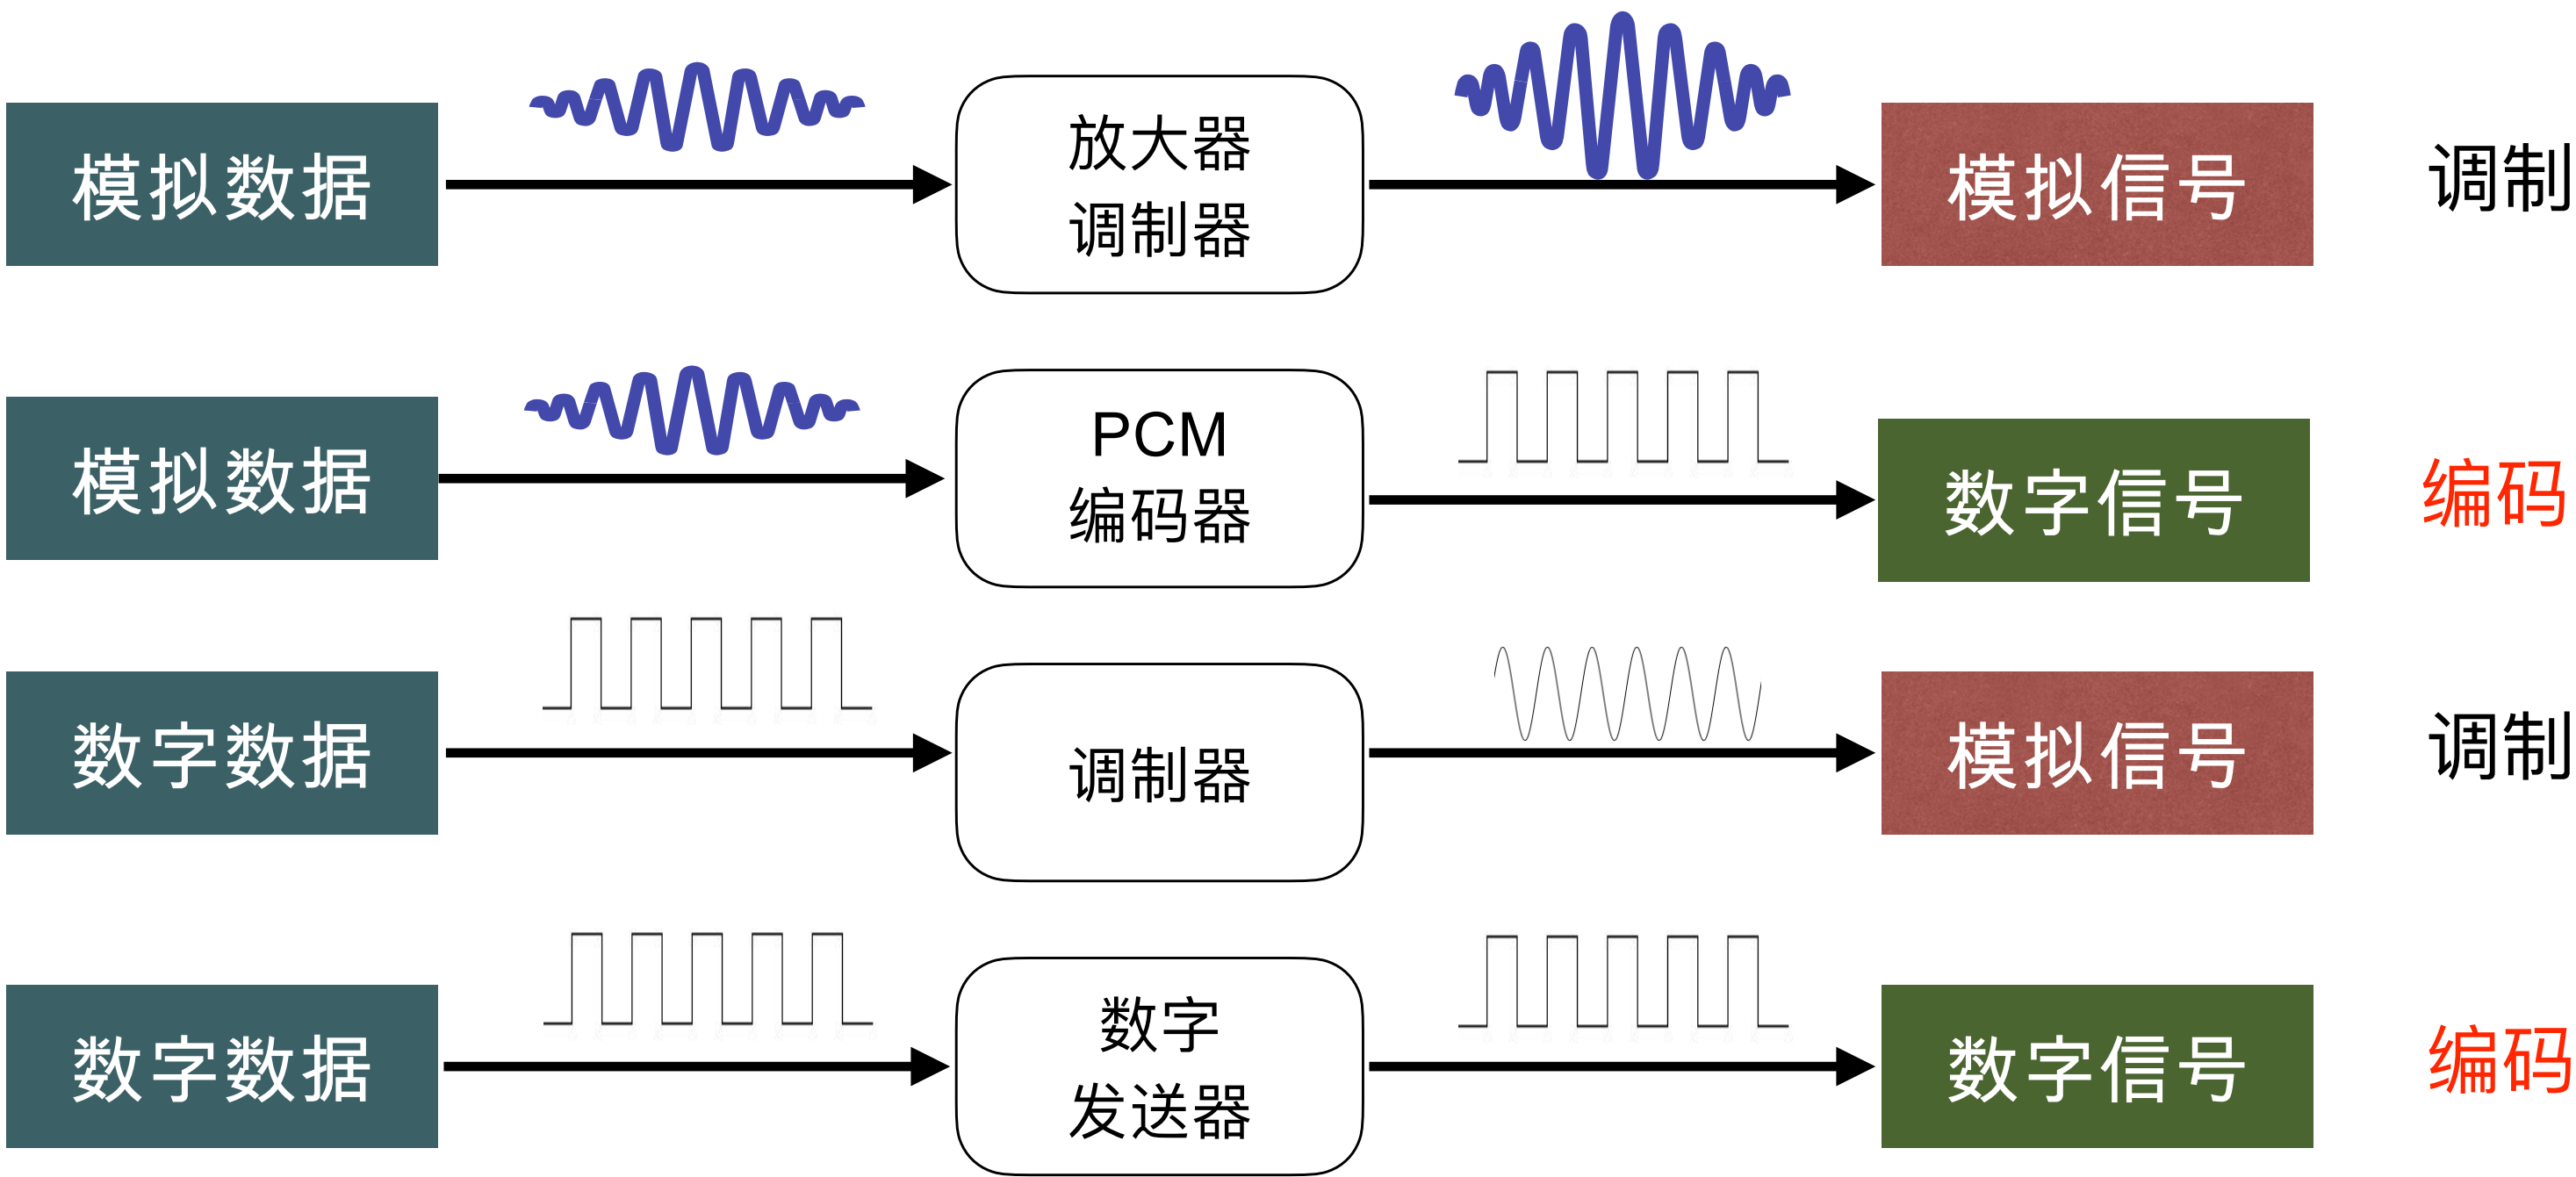 模拟数据
放大器
调制器
模拟信号
调制
模拟数据
PCM
编码器
数字信号
编码
数字数据
调制器
模拟信号
调制
数字数据
数字
发送器
数字信号
编码